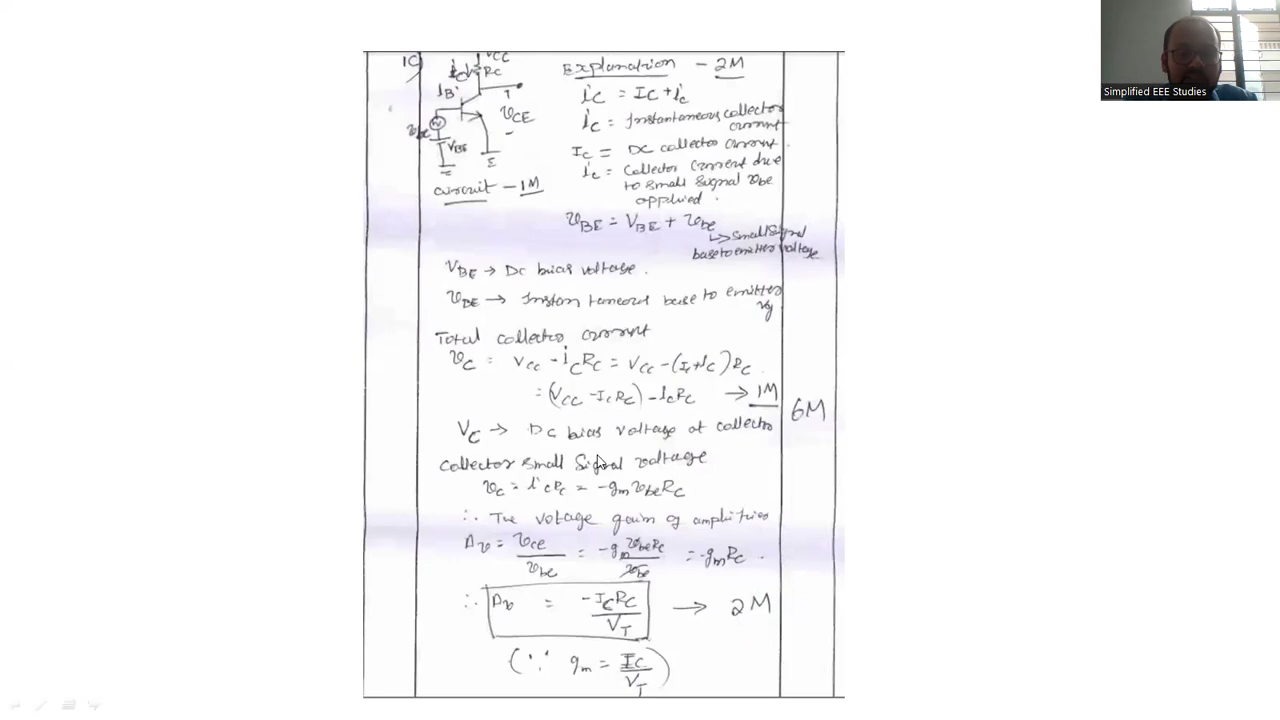 1C)
VCC
iC
RC
iB
vCE
vbe
VBE
E
circuit - 1M
Explanation - 2M
iC = IC + ic
iC = Instantaneous collector
current
IC = DC collector current.
ic = Collector current due
to small signal vbe
applied.
vBE = VBE + vbe
↳ small signal
base to emitter voltage
VBE → DC bias voltage.
vBE → Instantaneous base to emitter
vg
Total collector current
vC = VCC - iCRC = VCC - (IC + iC) RC
= (VCC - ICRC) - icRC → 1M
6M
VC → DC bias voltage at collector
Collector small signal voltage
vc = icRc = -gmvbeRC
∴ The voltage gain of amplifier
Av = vce / vbe = -gm vbeRc / vbe = -gmRC.
∴ Av = -ICRC / VT → 2M
(∵ gm = IC / VT)
Simplified EEE Studies